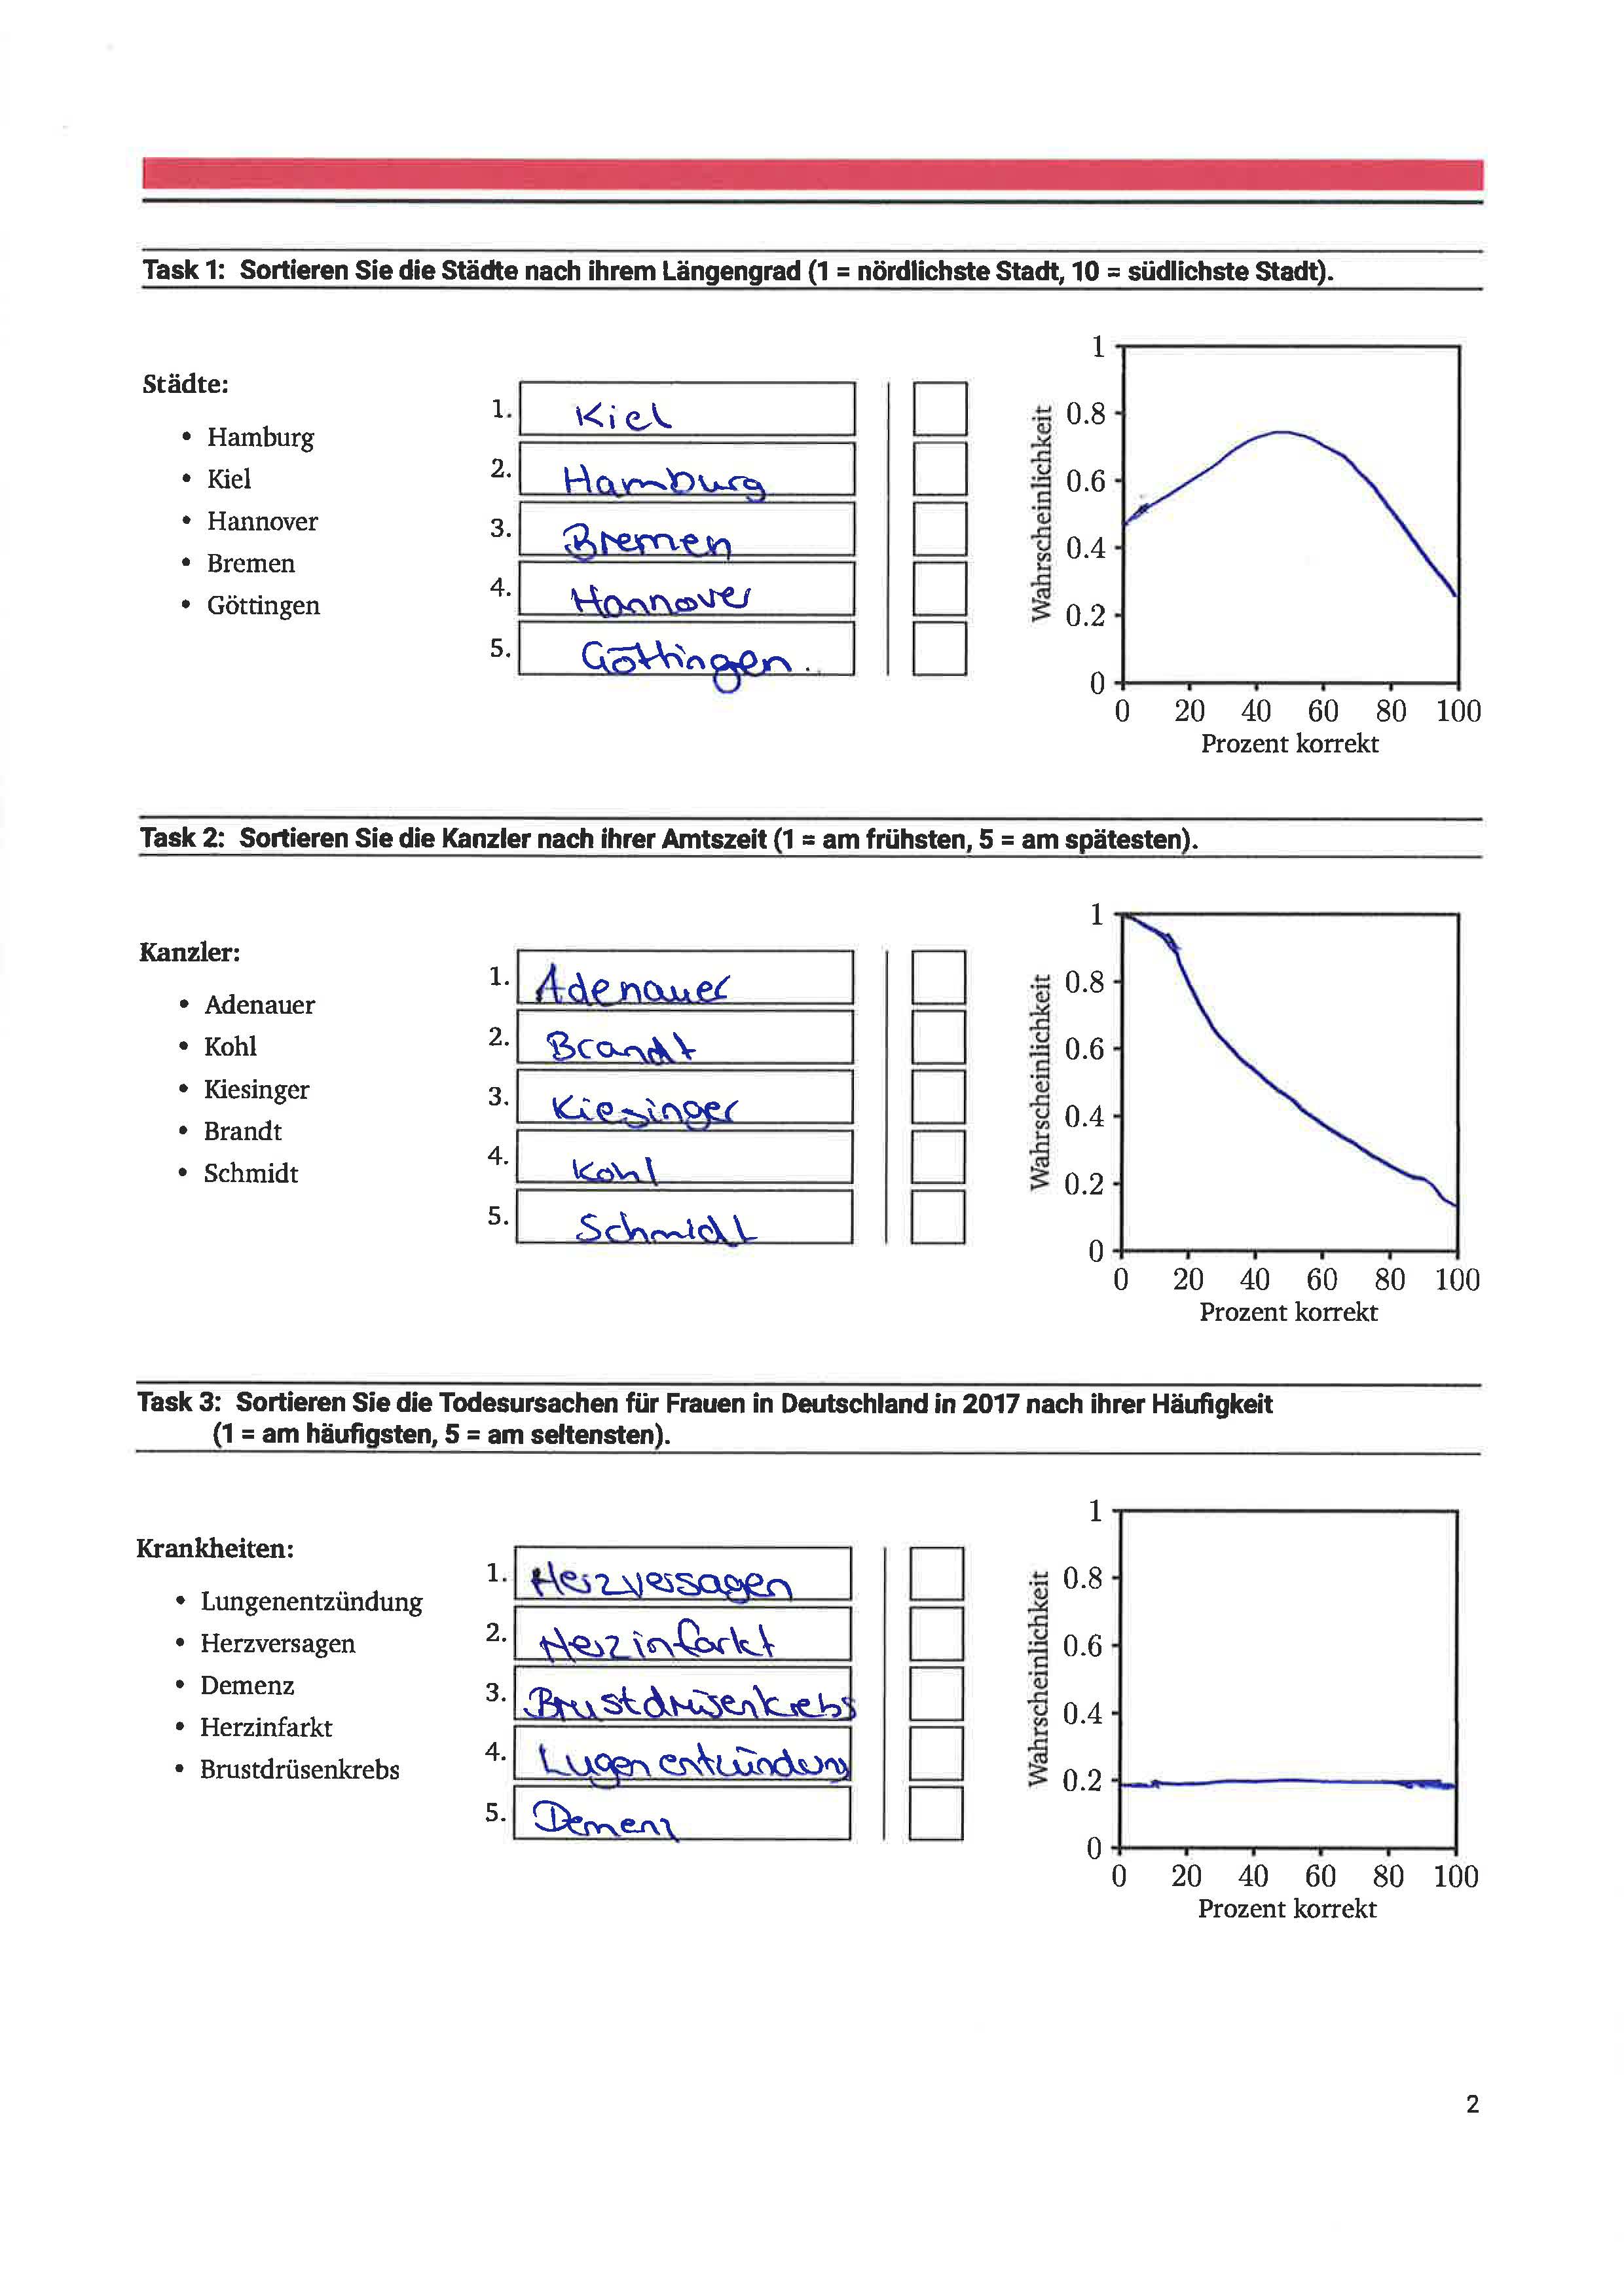 Task 1: Sortieren Sie die Städte nach ihrem Längengrad (1 = nördlichste Stadt, 10 = südlichste Stadt).
Städte:
• Hamburg
• Kiel
• Hannover
• Bremen
• Göttingen
1. Kiel
2. Hamburg
3. Bremen
4. Hannover
5. Göttingen
Wahrscheinlichkeit
1
0.8
0.6
0.4
0.2
0
0 20 40 60 80 100
Prozent korrekt
Task 2: Sortieren Sie die Kanzler nach ihrer Amtszeit (1 = am frühsten, 5 = am spätesten).
Kanzler:
• Adenauer
• Kohl
• Kiesinger
• Brandt
• Schmidt
1. Adenauer
2. Brandt
3. Kiesinger
4. Kohl
5. Schmidt
Wahrscheinlichkeit
1
0.8
0.6
0.4
0.2
0
0 20 40 60 80 100
Prozent korrekt
Task 3: Sortieren Sie die Todesursachen für Frauen in Deutschland in 2017 nach ihrer Häufigkeit
(1 = am häufigsten, 5 = am seltensten).
Krankheiten:
• Lungenentzündung
• Herzversagen
• Demenz
• Herzinfarkt
• Brustdrüsenkrebs
1. Herzversagen
2. Herzinfarkt
3. Brustdrüsenkrebs
4. Lugenentzündung
5. Demenz
Wahrscheinlichkeit
1
0.8
0.6
0.4
0.2
0
0 20 40 60 80 100
Prozent korrekt
2